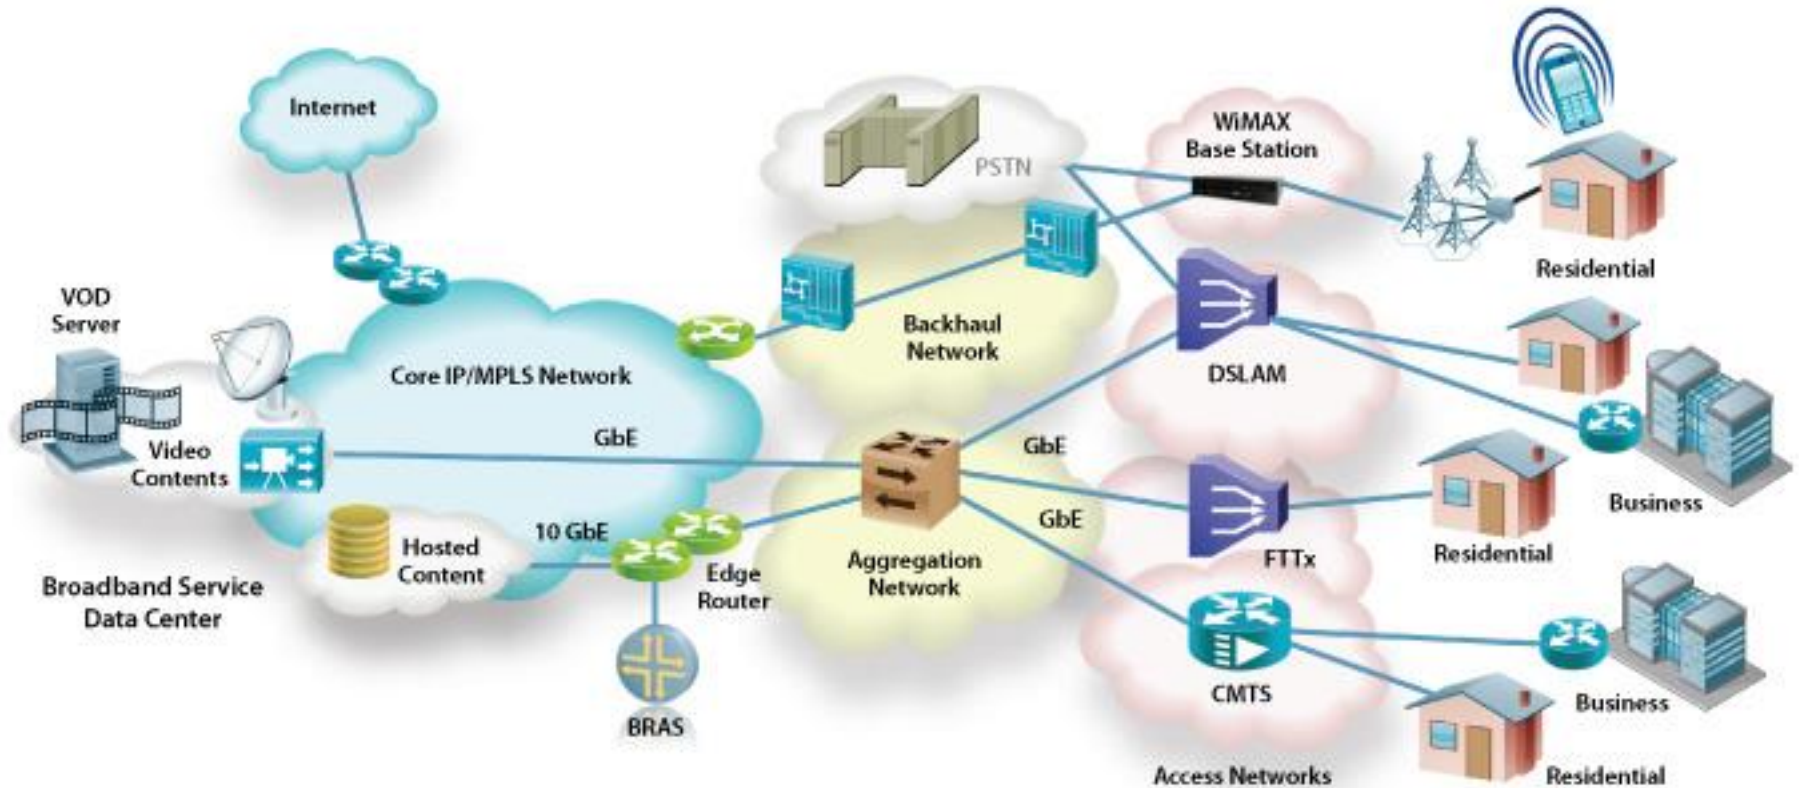 Internet
VOD
Server
Video
Contents
Broadband Service
Data Center
Core IP/MPLS Network
GbE
Hosted
Content
10 GbE
Edge
Router
BRAS
PSTN
Backhaul
Network
Aggregation
Network
GbE
GbE
WiMAX
Base Station
DSLAM
FTTx
CMTS
Access Networks
Residential
Business
Residential
Business
Residential